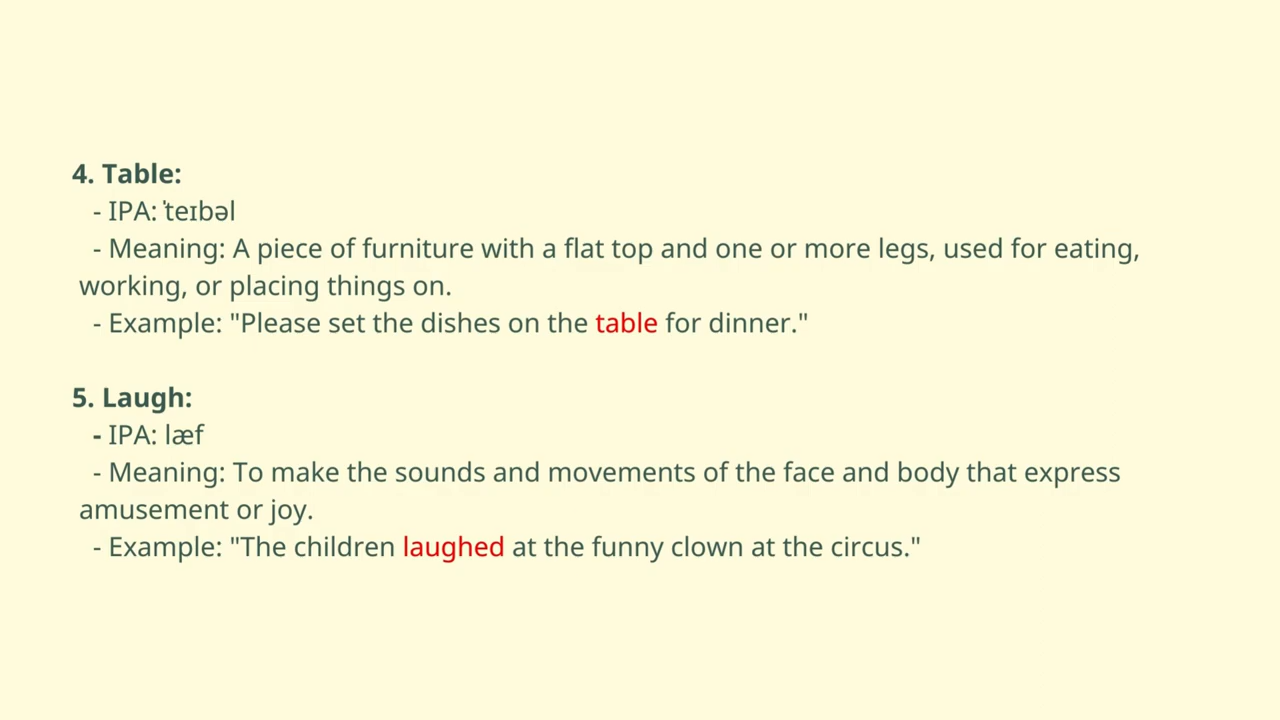 4. Table:
- IPA: ˈteɪbəl
- Meaning: A piece of furniture with a flat top and one or more legs, used for eating,
working, or placing things on.
- Example: "Please set the dishes on the table for dinner."
5. Laugh:
- IPA: læf
- Meaning: To make the sounds and movements of the face and body that express
amusement or joy.
- Example: "The children laughed at the funny clown at the circus."